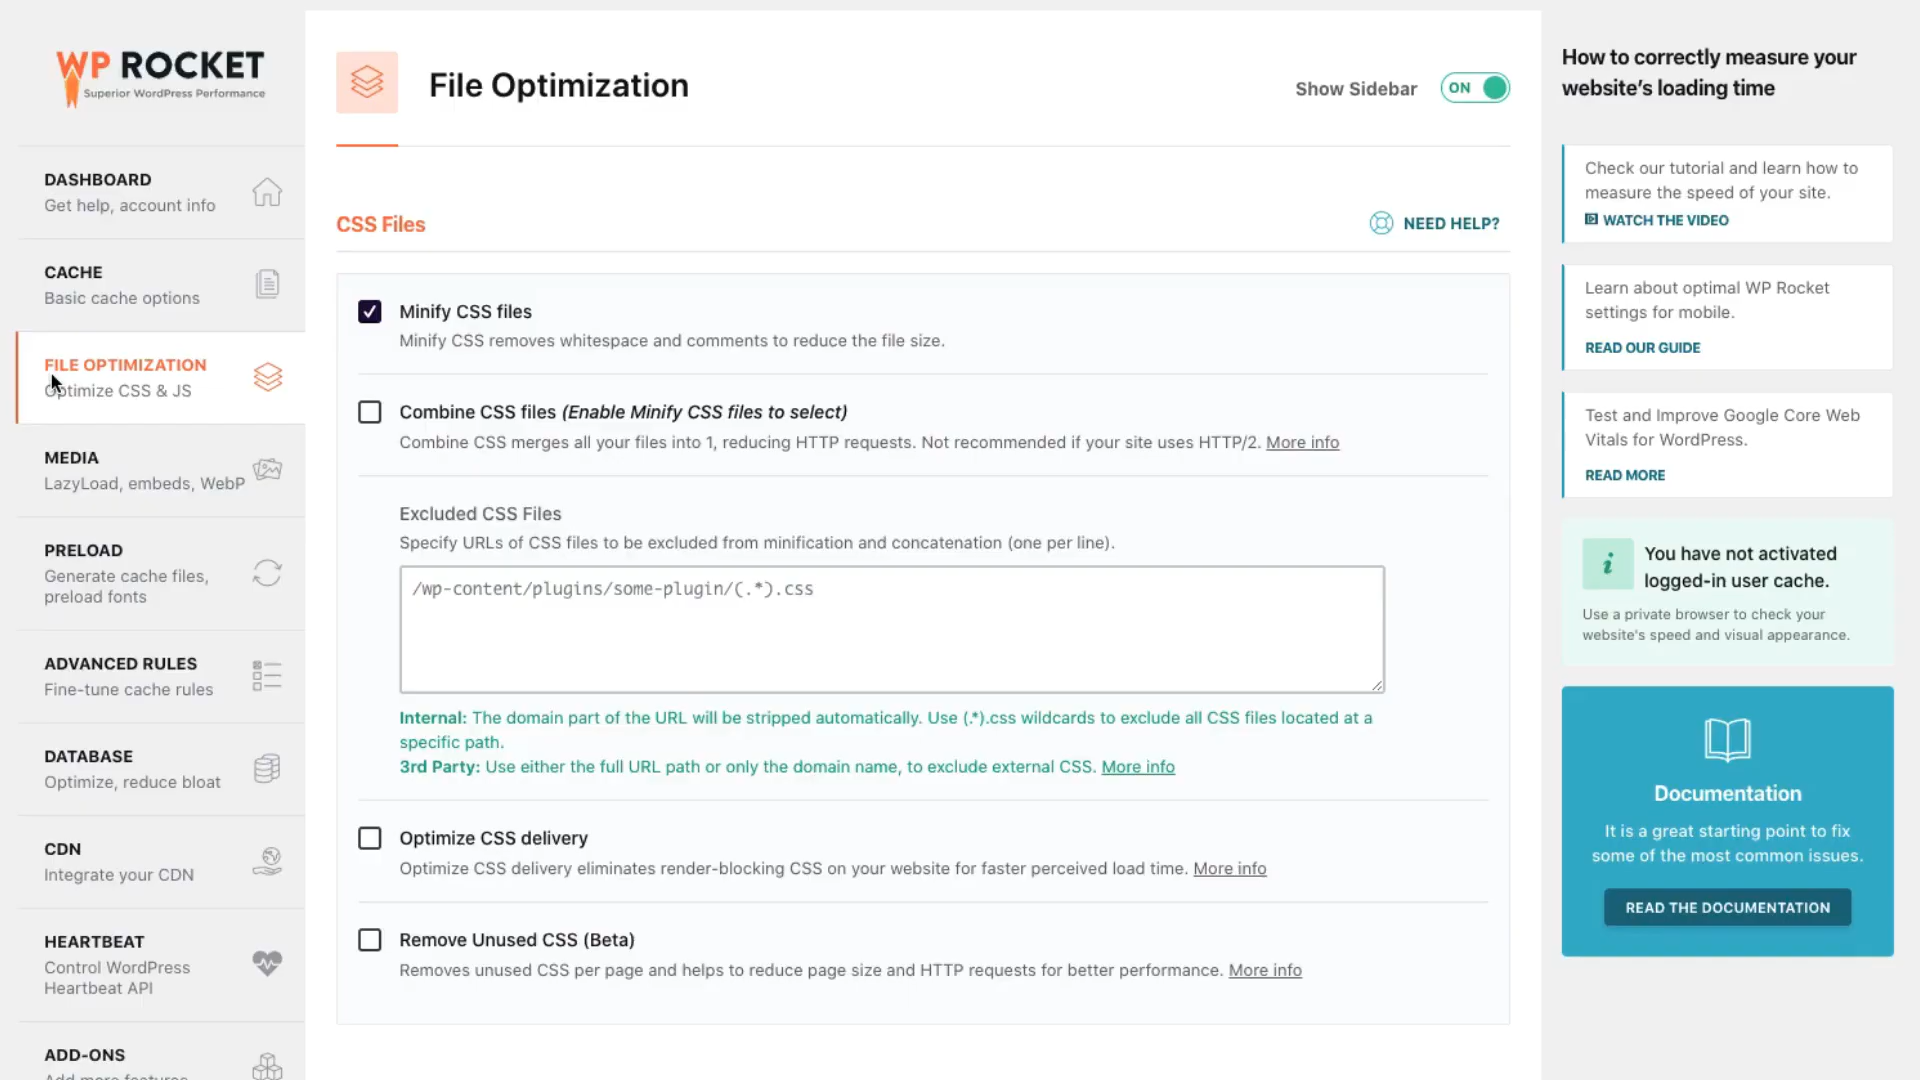 WP ROCKET
Superior WordPress Performance
DASHBOARD
Get help, account info
CACHE
Basic cache options
FILE OPTIMIZATION
Optimize CSS & JS
MEDIA
LazyLoad, embeds, WebP
PRELOAD
Generate cache files,
preload fonts
ADVANCED RULES
Fine-tune cache rules
DATABASE
Optimize, reduce bloat
CDN
Integrate your CDN
HEARTBEAT
Control WordPress
Heartbeat API
ADD-ONS
Add more features
File Optimization
Show Sidebar
ON
CSS Files
NEED HELP?
Minify CSS files
Minify CSS removes whitespace and comments to reduce the file size.
Combine CSS files (Enable Minify CSS files to select)
Combine CSS merges all your files into 1, reducing HTTP requests. Not recommended if your site uses HTTP/2. More info
Excluded CSS Files
Specify URLs of CSS files to be excluded from minification and concatenation (one per line).
/wp-content/plugins/some-plugin/(.*).css
Internal: The domain part of the URL will be stripped automatically. Use (.*).css wildcards to exclude all CSS files located at a
specific path.
3rd Party: Use either the full URL path or only the domain name, to exclude external CSS. More info
Optimize CSS delivery
Optimize CSS delivery eliminates render-blocking CSS on your website for faster perceived load time. More info
Remove Unused CSS (Beta)
Removes unused CSS per page and helps to reduce page size and HTTP requests for better performance. More info
How to correctly measure your
website's loading time
Check our tutorial and learn how to
measure the speed of your site.
WATCH THE VIDEO
Learn about optimal WP Rocket
settings for mobile.
READ OUR GUIDE
Test and Improve Google Core Web
Vitals for WordPress.
READ MORE
You have not activated
logged-in user cache.
Use a private browser to check your
website's speed and visual appearance.
Documentation
It is a great starting point to fix
some of the most common issues.
READ THE DOCUMENTATION